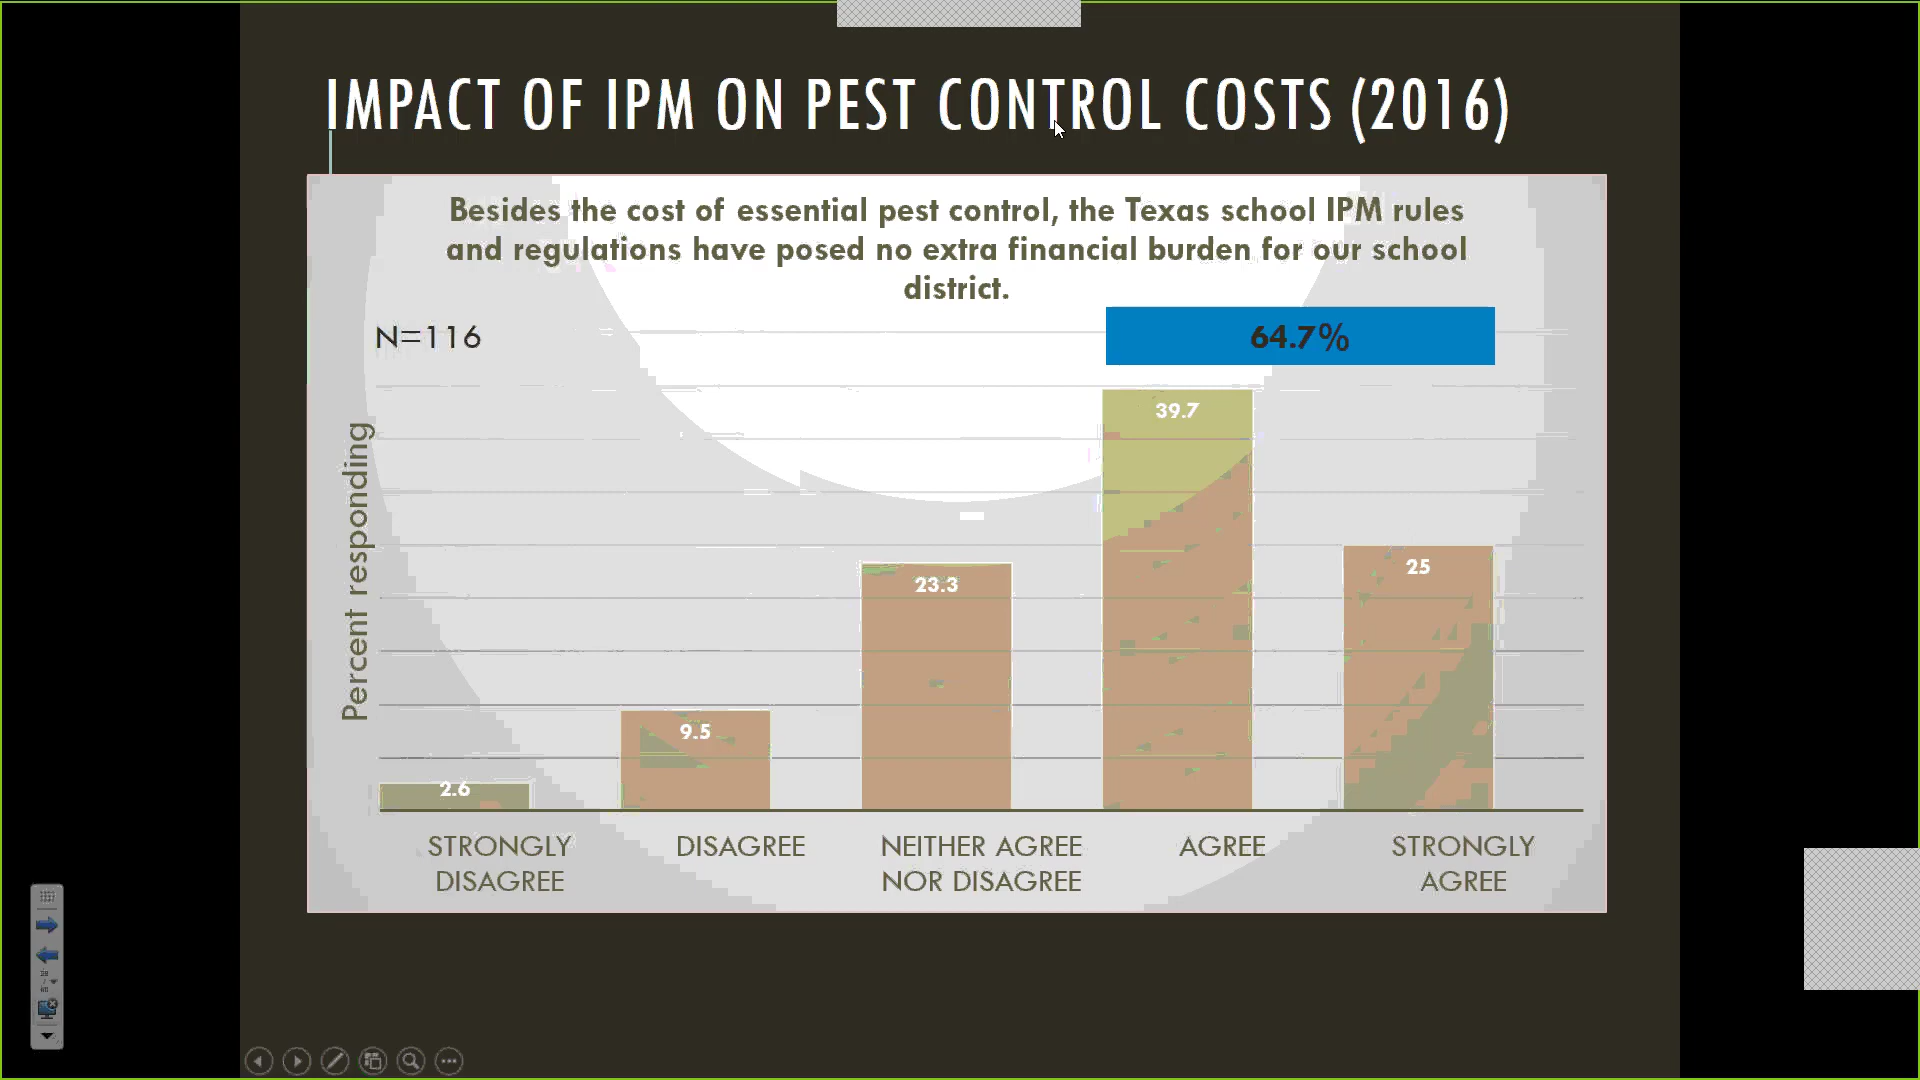 IMPACT OF IPM ON PEST CONTROL COSTS (2016)
Besides the cost of essential pest control, the Texas school IPM rules
and regulations have posed no extra financial burden for our school
district.
N=116
64.7%
Percent responding
2.6
9.5
23.3
39.7
25
STRONGLY
DISAGREE
DISAGREE
NEITHER AGREE
NOR DISAGREE
AGREE
STRONGLY
AGREE